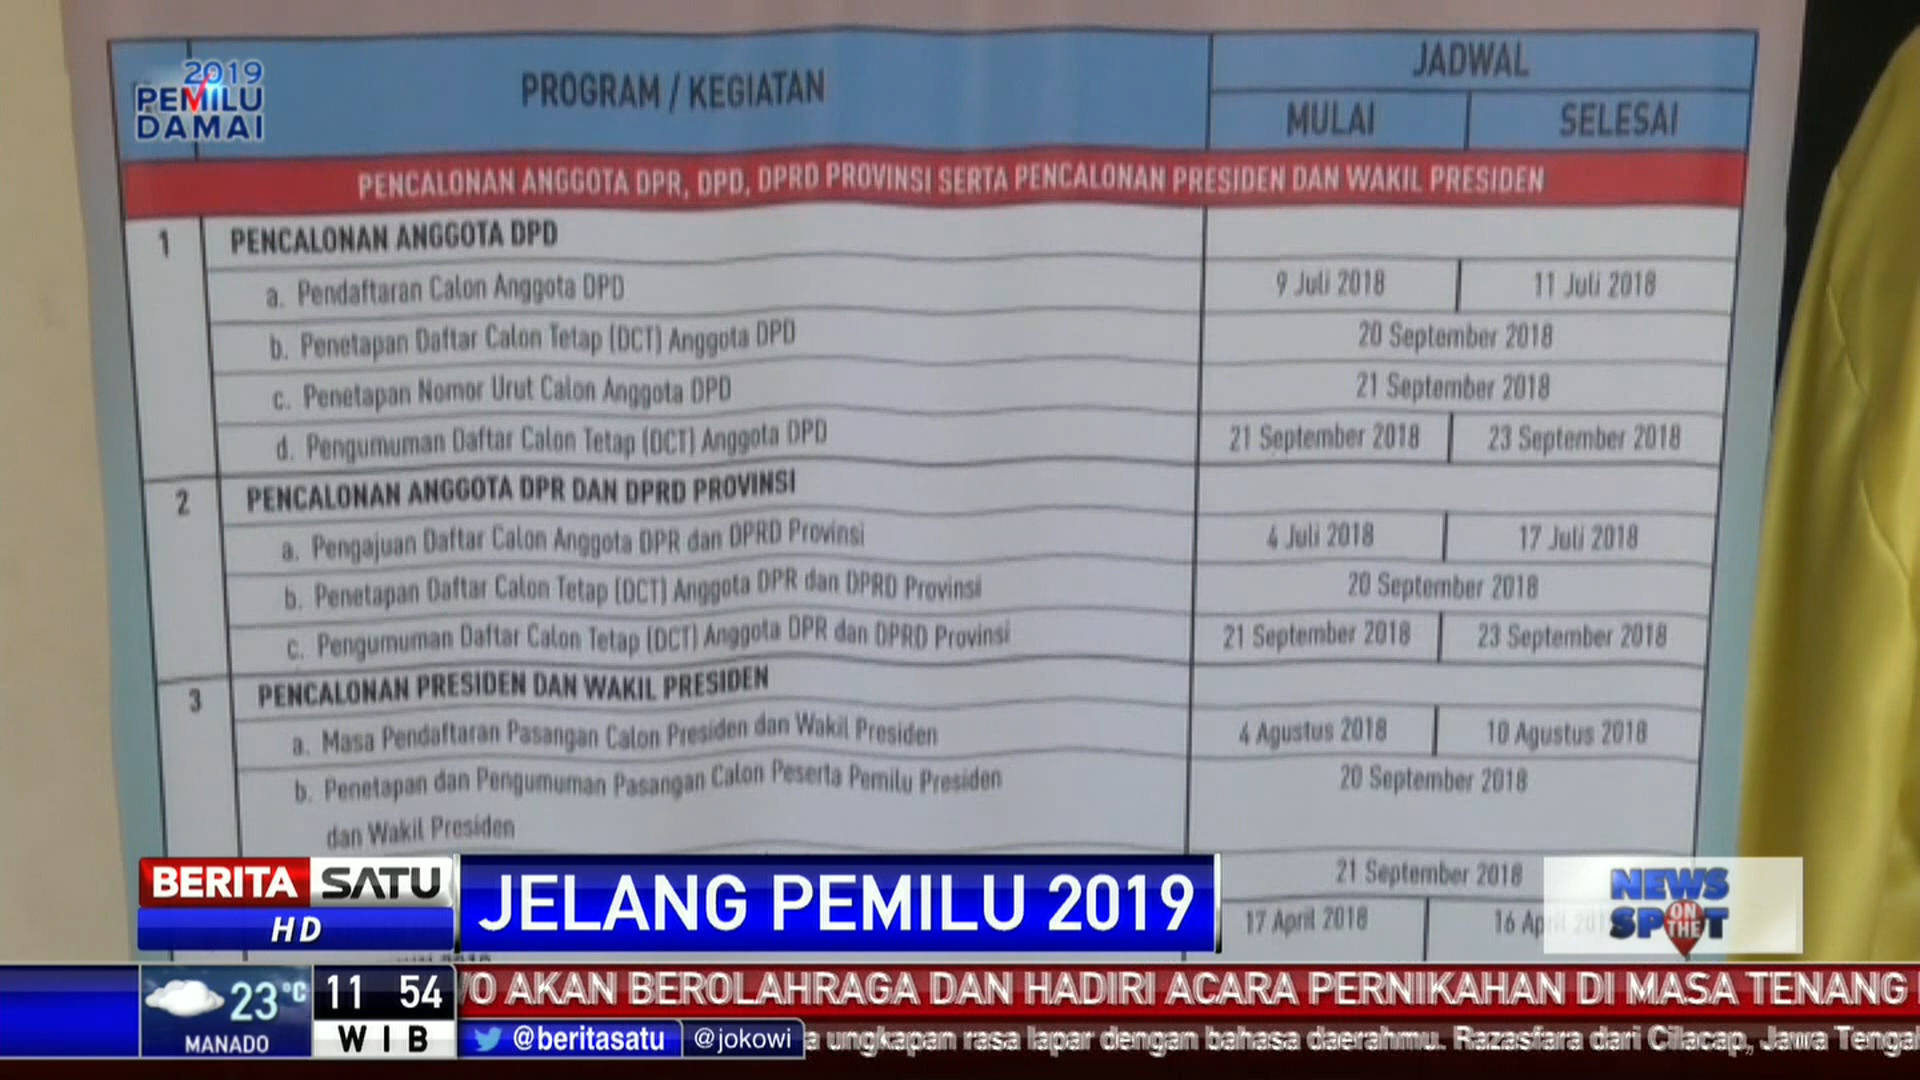 2019
PEMILU
DAMAI
PROGRAM / KEGIATAN
JADWAL
MULAI
SELESAI
PENCALONAN ANGGOTA DPR, DPD, DPRD PROVINSI SERTA PENCALONAN PRESIDEN DAN WAKIL PRESIDEN
1 PENCALONAN ANGGOTA DPD
a. Pendaftaran Calon Anggota DPD 9 Juli 2018 11 Juli 2018
b. Penetapan Daftar Calon Tetap (DCT) Anggota DPD 20 September 2018
c. Penetapan Nomor Urut Calon Anggota DPD 21 September 2018
d. Pengumuman Daftar Calon Tetap (DCT) Anggota DPD 21 September 2018 23 September 2018
2 PENCALONAN ANGGOTA DPR DAN DPRD PROVINSI
a. Pengajuan Daftar Calon Anggota DPR dan DPRD Provinsi 4 Juli 2018 17 Juli 2018
b. Penetapan Daftar Calon Tetap (DCT) Anggota DPR dan DPRD Provinsi 20 September 2018
c. Pengumuman Daftar Calon Tetap (DCT) Anggota DPR dan DPRD Provinsi 21 September 2018 23 September 2018
3 PENCALONAN PRESIDEN DAN WAKIL PRESIDEN
a. Masa Pendaftaran Pasangan Calon Presiden dan Wakil Presiden 4 Agustus 2018 10 Agustus 2018
b. Penetapan dan Pengumuman Pasangan Calon Peserta Pemilu Presiden 20 September 2018
dan Wakil Presiden
21 September 2018
17 April 2018 16 Ap
BERITA SATU
HD
JELANG PEMILU 2019
NEWS
ON THE
SPOT
23°C
MANADO
11 54
WIB
VO AKAN BEROLAHRAGA DAN HADIRI ACARA PERNIKAHAN DI MASA TENANG
@beritasatu @jokowi a ungkapan rasa lapar dengan bahasa daerahmu. Razasfara dari Cilacap, Jawa Tengah